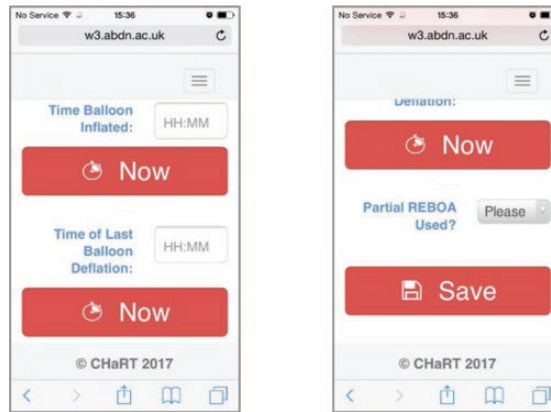 No Service 15:36
w3.abdn.ac.uk
Time Balloon
Inflated:
HH:MM
Now
Time of Last
Balloon
Deflation:
HH:MM
Now
© CHaRT 2017
No Service 15:36
w3.abdn.ac.uk
Deflation:
Now
Partial REBOA
Used?
Please
Save
© CHaRT 2017